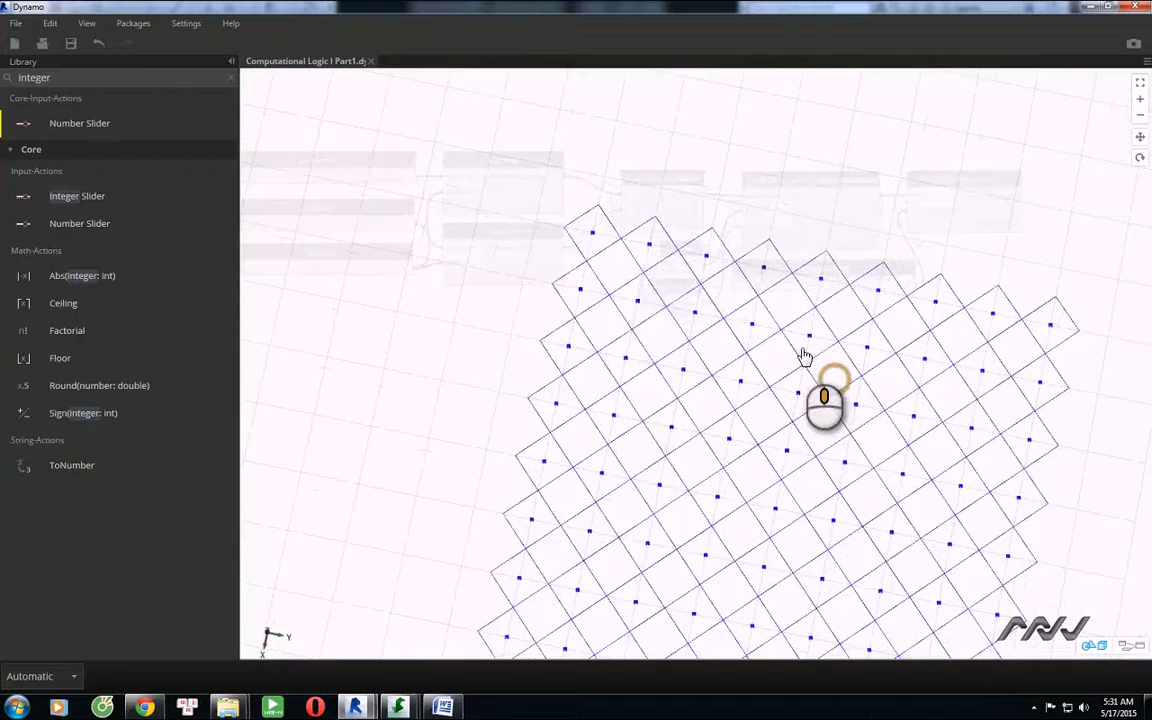 Dynamo
File Edit View Packages Settings Help
Library
Computational Logic I Part1.dy
integer
Core-Input-Actions
Number Slider
Core
Input-Actions
Integer Slider
Number Slider
Math-Actions
|x| Abs(integer: int)
Ceiling
n! Factorial
Floor
x.5 Round(number: double)
Sign(integer: int)
String-Actions
ToNumber
Y
X
Automatic
5:31 AM
5/17/2015